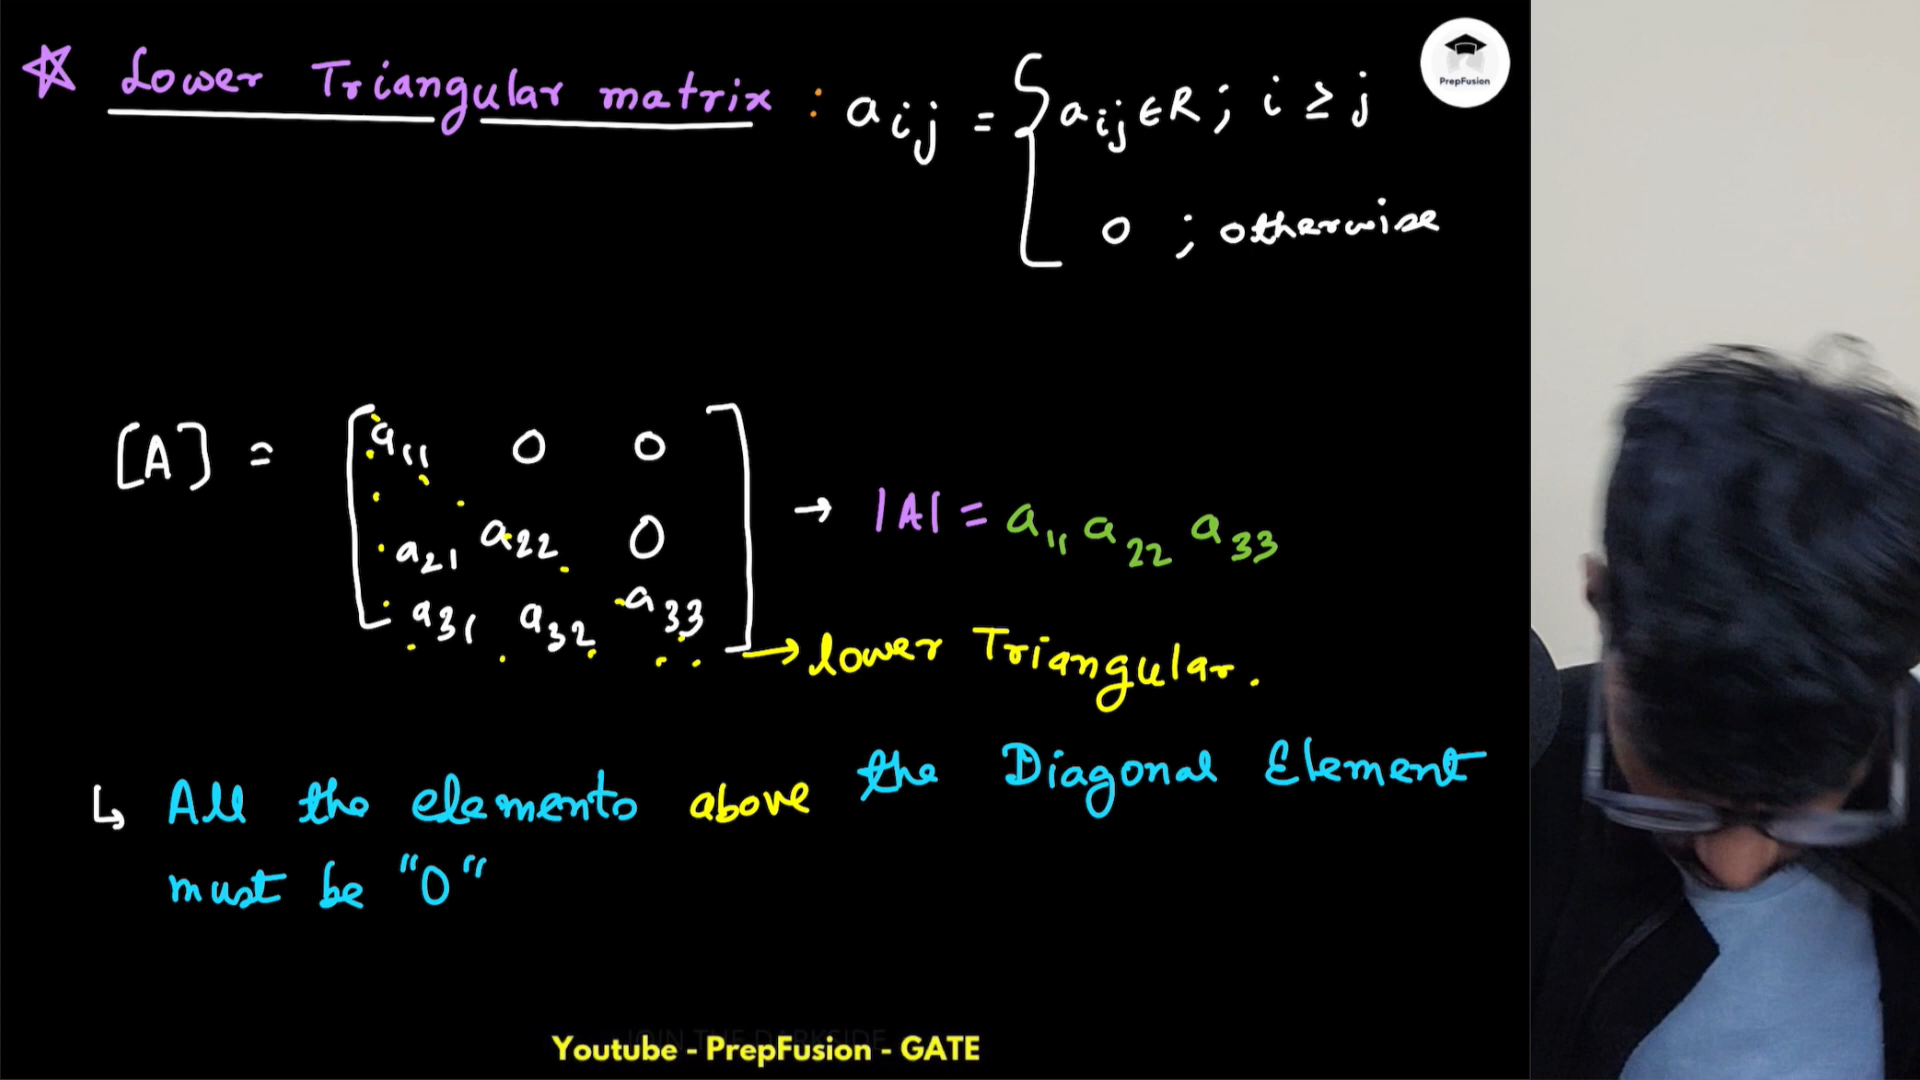 ☆ Lower Triangular matrix : aij = { aij ∈ R ; i ≥ j
0 ; otherwise
PrepFusion
[A] = [ a11 0 0
a21 a22 0
a31 a32 a33 ]
→ |A| = a11 a22 a33
→ lower Triangular.
↳ All the elements above the Diagonal Element
must be "0"
Youtube - PrepFusion - GATE